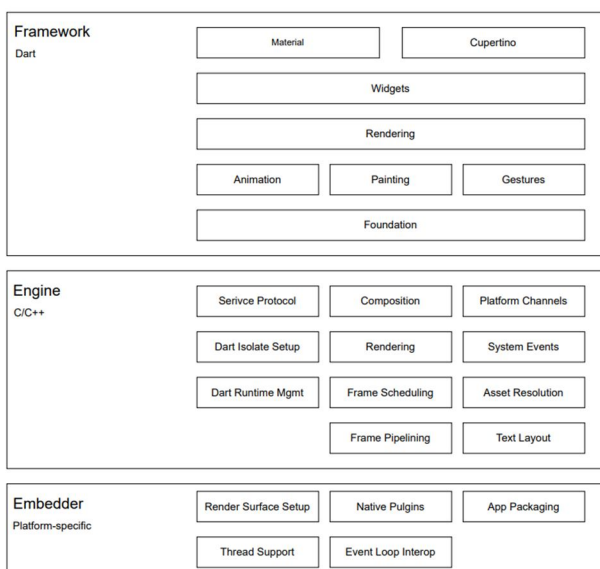 Framework
Dart
Material
Cupertino
Widgets
Rendering
Animation
Painting
Gestures
Foundation
Engine
C/C++
Serivce Protocol
Composition
Platform Channels
Dart Isolate Setup
Rendering
System Events
Dart Runtime Mgmt
Frame Scheduling
Asset Resolution
Frame Pipelining
Text Layout
Embedder
Platform-specific
Render Surface Setup
Native Pulgins
App Packaging
Thread Support
Event Loop Interop